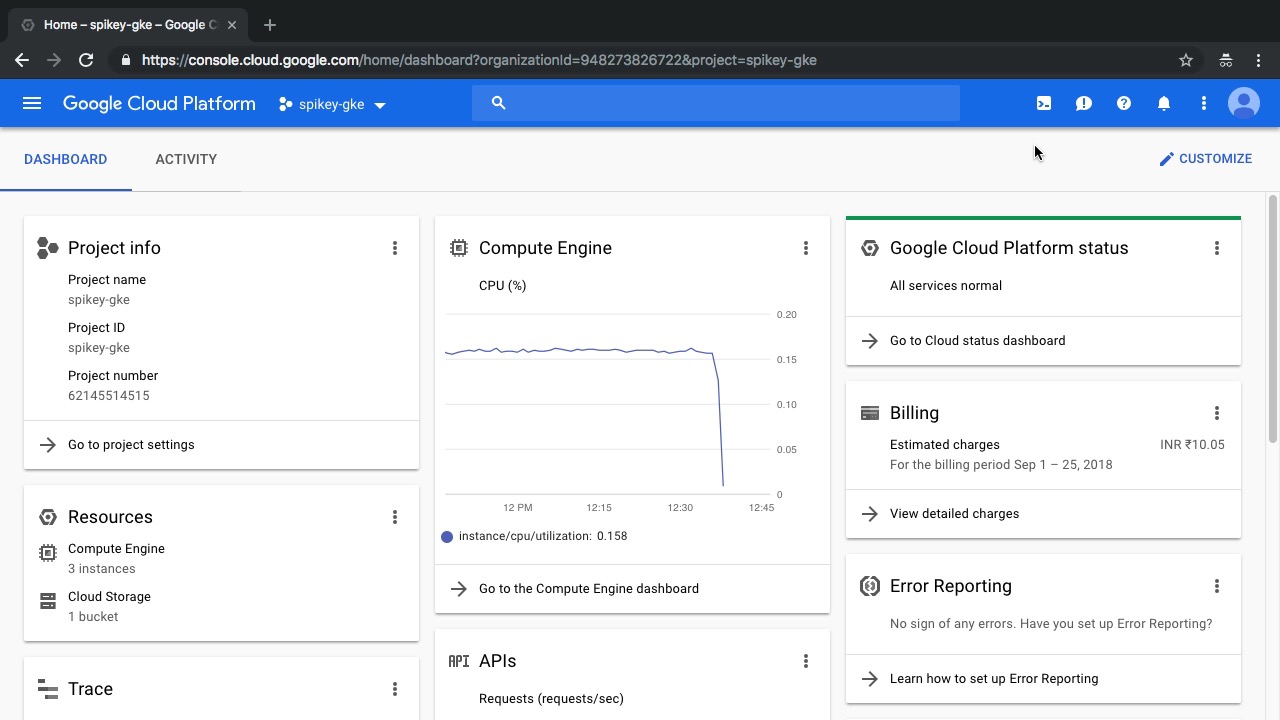 Home – spikey-gke – Google C
https://console.cloud.google.com/home/dashboard?organizationId=948273826722&project=spikey-gke
Google Cloud Platform
spikey-gke
DASHBOARD
ACTIVITY
CUSTOMIZE
Project info
Project name
spikey-gke
Project ID
spikey-gke
Project number
62145514515
Go to project settings
Resources
Compute Engine
3 instances
Cloud Storage
1 bucket
Trace
Compute Engine
CPU (%)
0.20
0.15
0.10
0.05
0
12 PM 12:15 12:30 12:45
instance/cpu/utilization: 0.158
Go to the Compute Engine dashboard
API APIs
Requests (requests/sec)
Google Cloud Platform status
All services normal
Go to Cloud status dashboard
Billing
Estimated charges INR ₹10.05
For the billing period Sep 1 – 25, 2018
View detailed charges
Error Reporting
No sign of any errors. Have you set up Error Reporting?
Learn how to set up Error Reporting